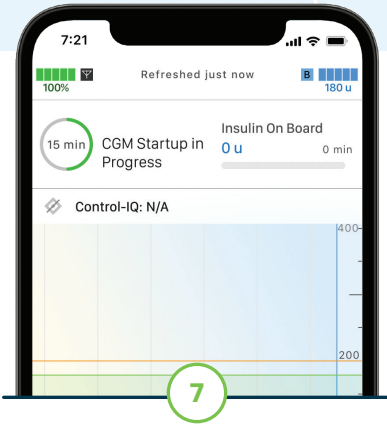 7:21
Refreshed just now
B
100%
180 u
15 min
CGM Startup in
Progress
Insulin On Board
0 u
0 min
Control-IQ: N/A
400
200
7